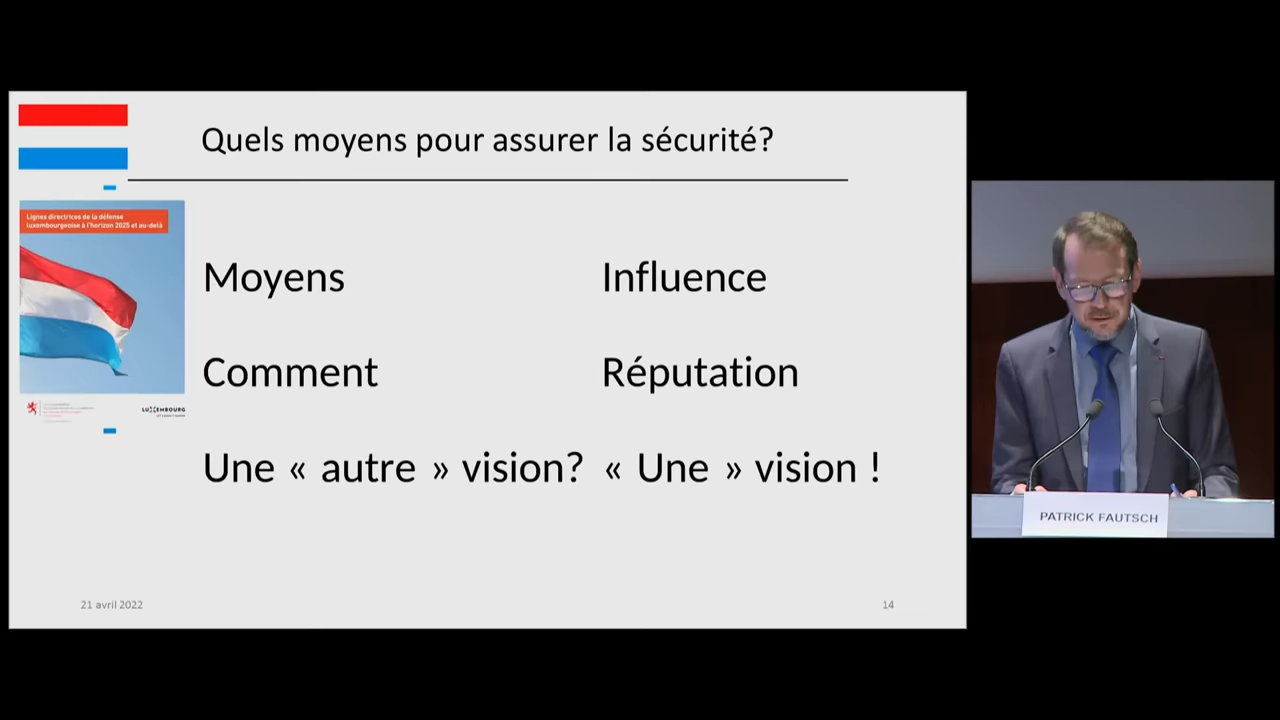 Quels moyens pour assurer la sécurité?
Lignes directrices de la défense
luxembourgeoise à l'horizon 2025 et au-delà
Moyens
Influence
Comment
Réputation
LUXEMBOURG
Une « autre » vision?
« Une » vision !
PATRICK FAUTSCH
21 avril 2022
14